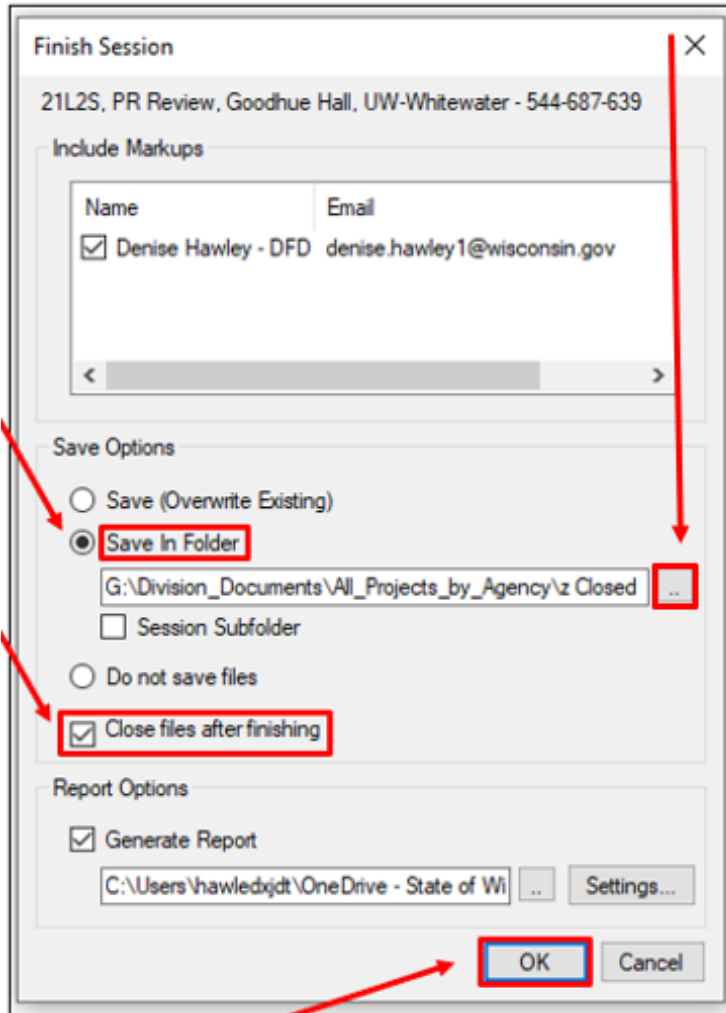 Finish Session
21L2S, PR Review, Goodhue Hall, UW-Whitewater - 544-687-639
Include Markups
Name Email
Denise Hawley - DFD denise.hawley1@wisconsin.gov
Save Options
Save (Overwrite Existing)
Save In Folder
G:\Division_Documents\All_Projects_by_Agency\z Closed ..
Session Subfolder
Do not save files
Close files after finishing
Report Options
Generate Report
C:\Users\hawledxjdt\OneDrive - State of Wi .. Settings...
OK Cancel